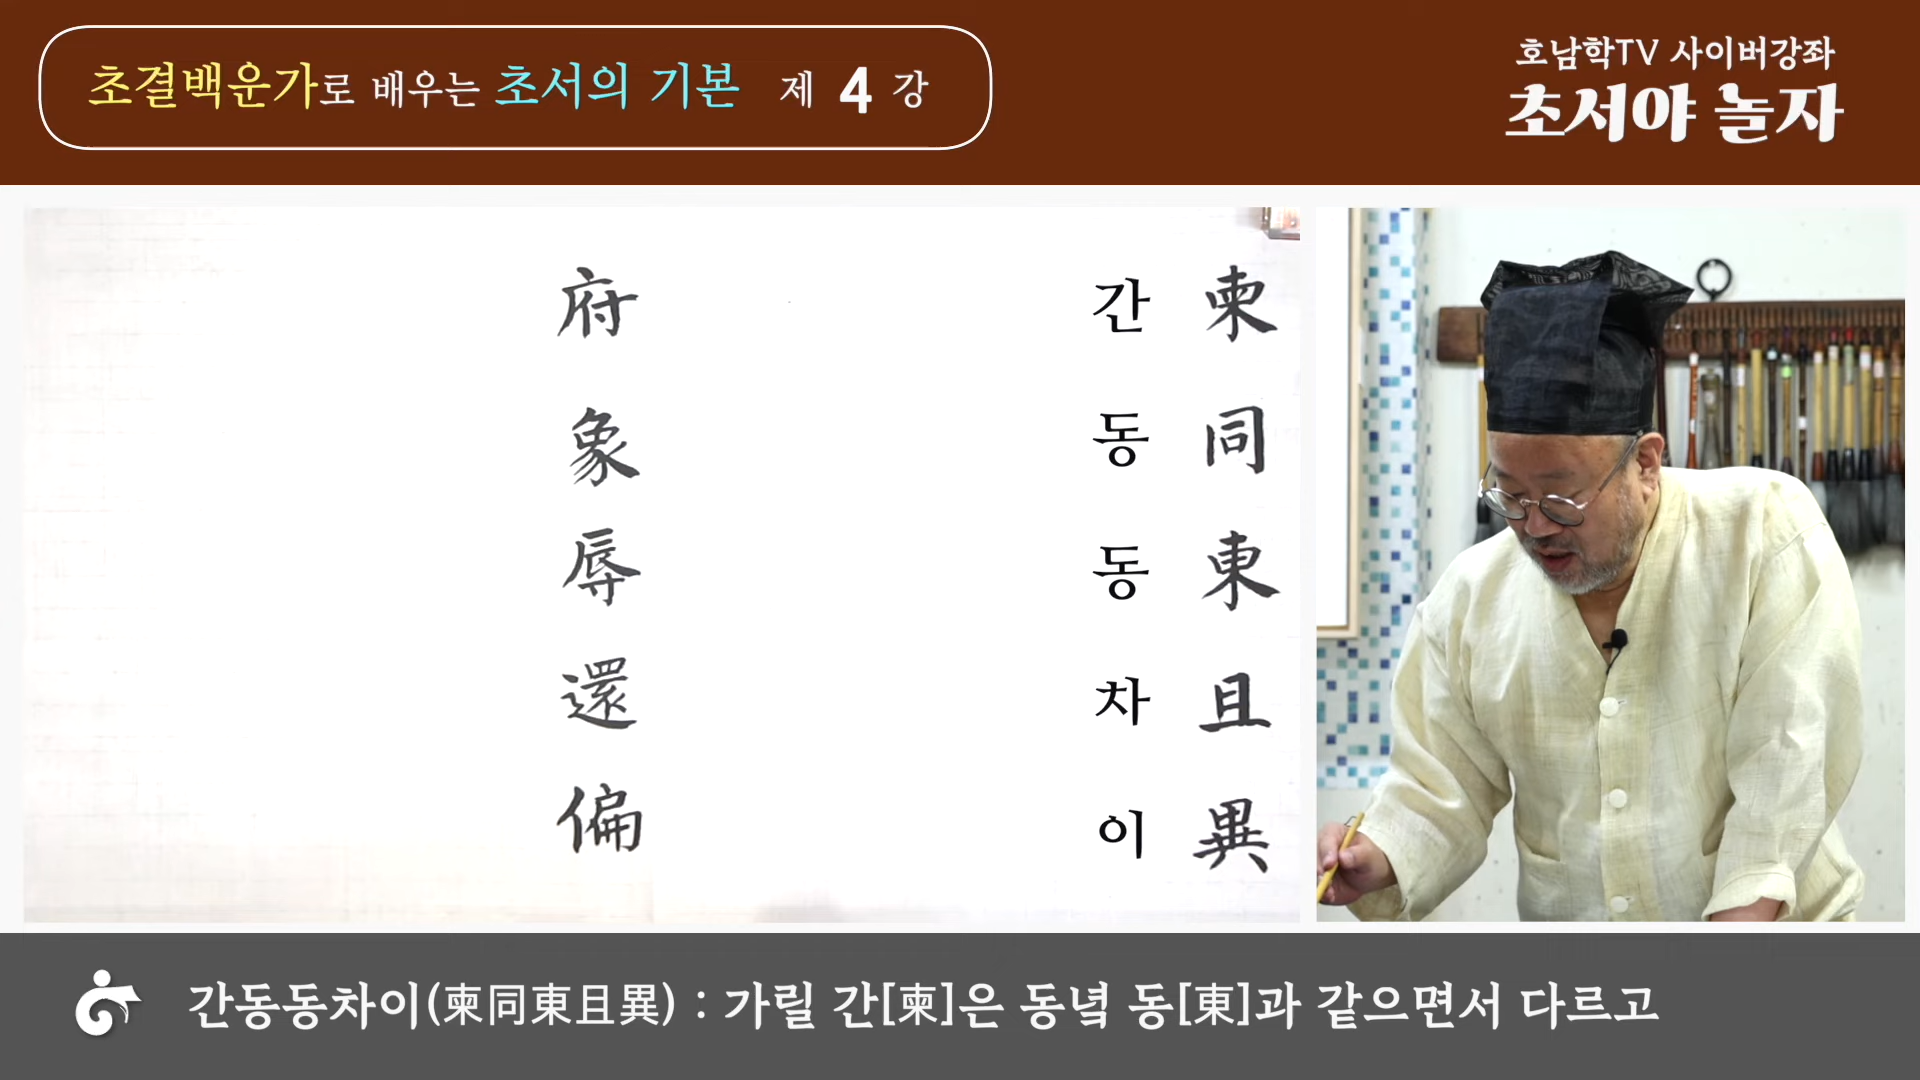 초결백운가로 배우는 초서의 기본 제 4 강
호남학TV 사이버강좌
초서야 놀자
柬同東且異
간동동차이
府象辱還偏
간동동차이(柬同東且異) : 가릴 간[柬]은 동녘 동[東]과 같으면서 다르고